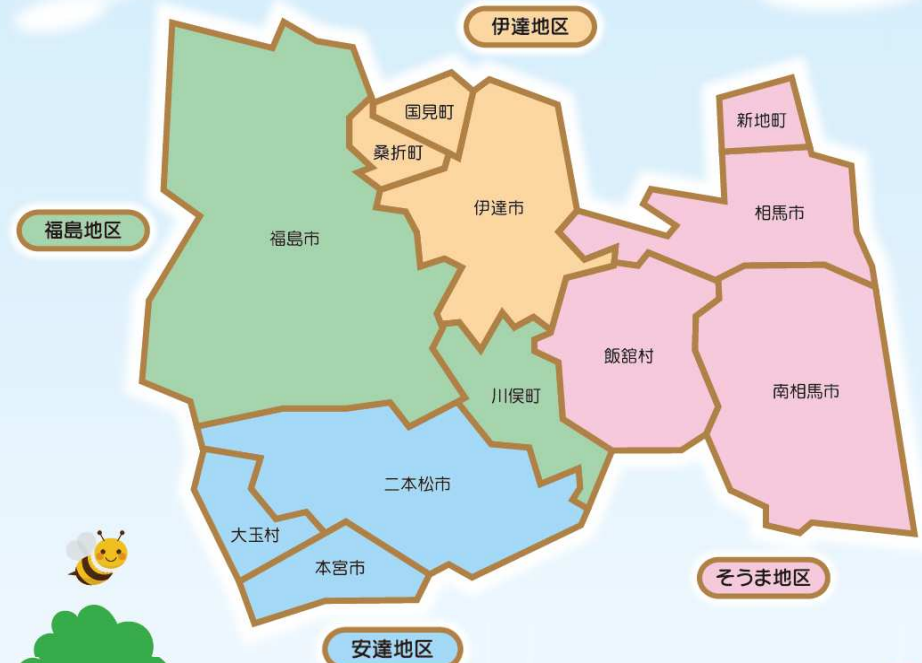 伊達地区
国見町
新地町
桑折町
伊達市
相馬市
福島地区
福島市
飯舘村
川俣町
南相馬市
二本松市
大玉村
本宮市
そうま地区
安達地区